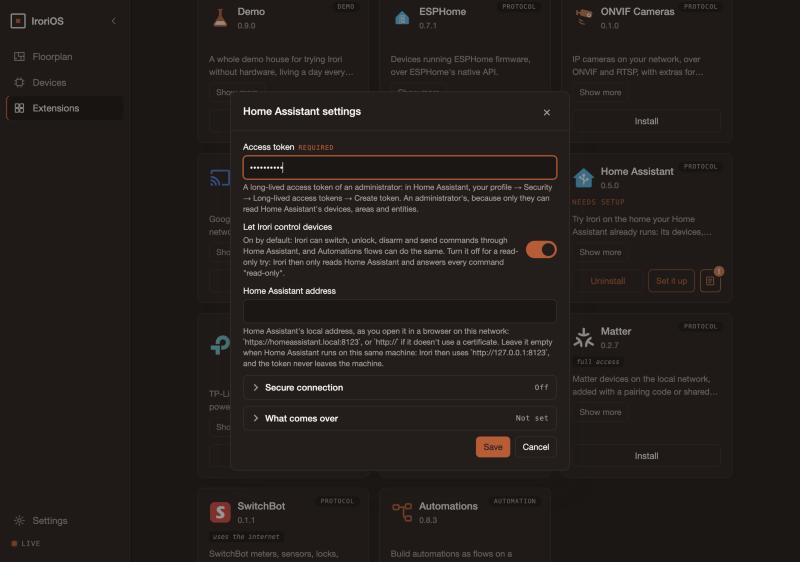 IroriOS
Floorplan
Devices
Extensions
Settings
LIVE
Demo
DEMO
0.9.0
A whole demo house for trying Irori
without hardware, living a day every…
ESPHome
PROTOCOL
0.7.1
Devices running ESPHome firmware,
over ESPHome's native API.
ONVIF Cameras
PROTOCOL
0.1.0
IP cameras on your network, over
ONVIF and RTSP, with extras for…
Show more
Install
Home Assistant settings
Access token REQUIRED
••••••••••
A long-lived access token of an administrator: in Home Assistant, your profile → Security
→ Long-lived access tokens → Create token. An administrator's, because only they can
read Home Assistant's devices, areas and entities.
Let Irori control devices
On by default: Irori can switch, unlock, disarm and send commands through
Home Assistant, and Automations flows can do the same. Turn it off for a read-
only try: Irori then only reads Home Assistant and answers every command
"read-only".
Home Assistant address
Home Assistant's local address, as you open it in a browser on this network:
`https://homeassistant.local:8123`, or `http://` if it doesn't use a certificate. Leave it empty
when Home Assistant runs on this same machine: Irori then uses `http://127.0.0.1:8123`,
and the token never leaves the machine.
Secure connection
Off
What comes over
Not set
Save
Cancel
Home Assistant
PROTOCOL
0.5.0
NEEDS SETUP
Try Irori on the home your Home
Assistant already runs: its devices,…
Show more
Uninstall
Set it up
1
TP-Li
Matter
PROTOCOL
0.2.7
full access
Matter devices on the local network,
added with a pairing code or shared…
Show more
Install
SwitchBot
PROTOCOL
0.1.1
uses the internet
SwitchBot meters, sensors, locks,
Automations
AUTOMATION
0.8.3
Build automations as flows on a